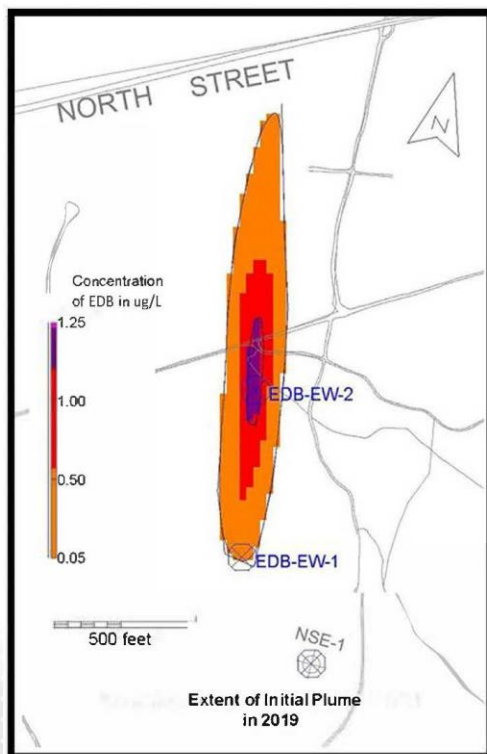 NORTH STREET
N
Concentration
of EDB in ug/L
1.25
1.00
0.50
0.05
EDB-EW-2
EDB-EW-1
500 feet
NSE-1
Extent of Initial Plume
in 2019